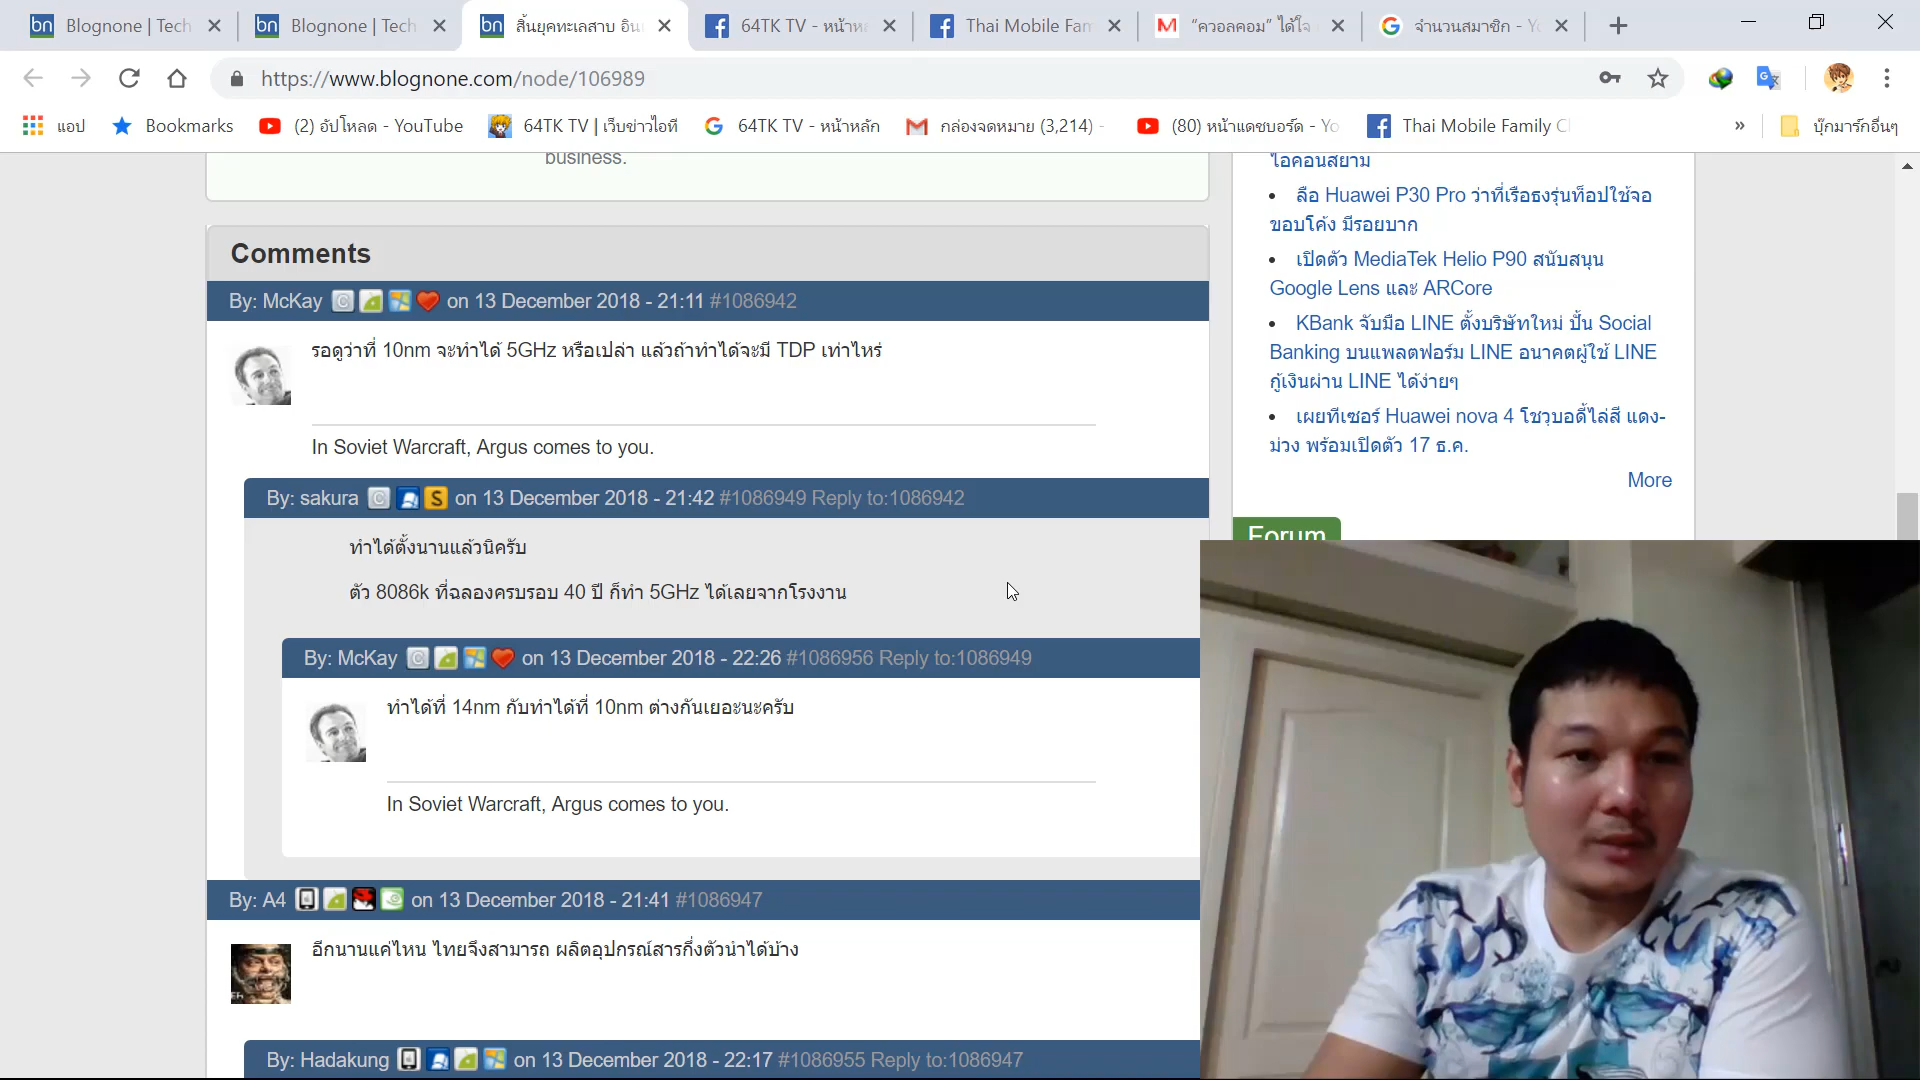 Blognone | Tech
Blognone | Tech
สิ้นยุคทะเลสาบ อิน
64TK TV - หน้าห
Thai Mobile Fam
"ควอลคอม" ได้ใจ
จำนวนสมาชิก - Y
https://www.blognone.com/node/106989
แอป
Bookmarks
(2) อัปโหลด - YouTube
64TK TV | เว็บข่าวไอที
64TK TV - หน้าหลัก
กล่องจดหมาย (3,214) -
(80) หน้าแดชบอร์ด - Yo
Thai Mobile Family C
»
บุ๊กมาร์กอื่นๆ
business.
Comments
By: McKay on 13 December 2018 - 21:11 #1086942
รอดูว่าที่ 10nm จะทำได้ 5GHz หรือเปล่า แล้วถ้าทำได้จะมี TDP เท่าไหร่
In Soviet Warcraft, Argus comes to you.
By: sakura on 13 December 2018 - 21:42 #1086949 Reply to:1086942
ทำได้ตั้งนานแล้วนิครับ
ตัว 8086k ที่ฉลองครบรอบ 40 ปี ก็ทำ 5GHz ได้เลยจากโรงงาน
By: McKay on 13 December 2018 - 22:26 #1086956 Reply to:1086949
ทำได้ที่ 14nm กับทำได้ที่ 10nm ต่างกันเยอะนะครับ
In Soviet Warcraft, Argus comes to you.
By: A4 on 13 December 2018 - 21:41 #1086947
อีกนานแค่ไหน ไทยจึงสามารถ ผลิตอุปกรณ์สารกึ่งตัวนำได้บ้าง
By: Hadakung on 13 December 2018 - 22:17 #1086955 Reply to:1086947
ไอคอนสยาม
ลือ Huawei P30 Pro ว่าที่เรือธงรุ่นท็อปใช้จอ
ขอบโค้ง มีรอยบาก
เปิดตัว MediaTek Helio P90 สนับสนุน
Google Lens และ ARCore
KBank จับมือ LINE ตั้งบริษัทใหม่ ปั้น Social
Banking บนแพลตฟอร์ม LINE อนาคตผู้ใช้ LINE
กู้เงินผ่าน LINE ได้ง่ายๆ
เผยทีเซอร์ Huawei nova 4 โชว์บอดี้ไล่สี แดง-
ม่วง พร้อมเปิดตัว 17 ธ.ค.
More
Forum